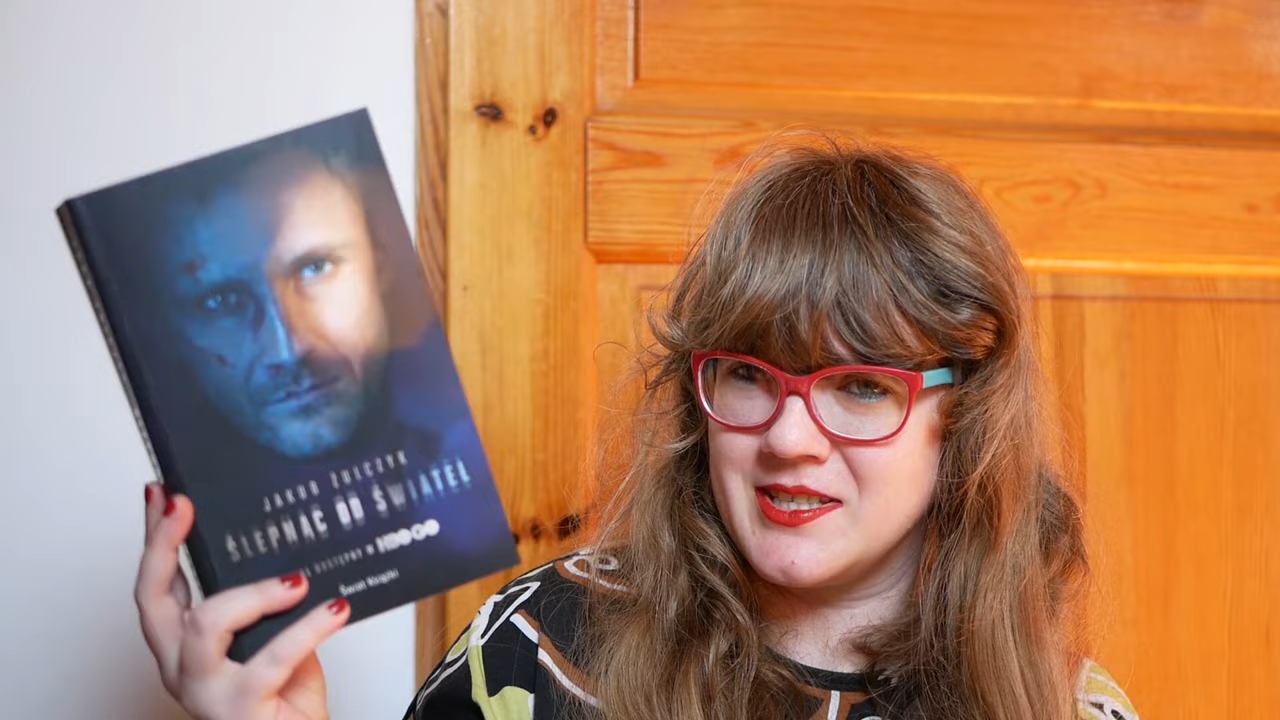 JAKUB ŻULCZYK
ŚLEPNĄC OD ŚWIATEŁ
DOSTĘPNY W HBO GO
Świat Książki